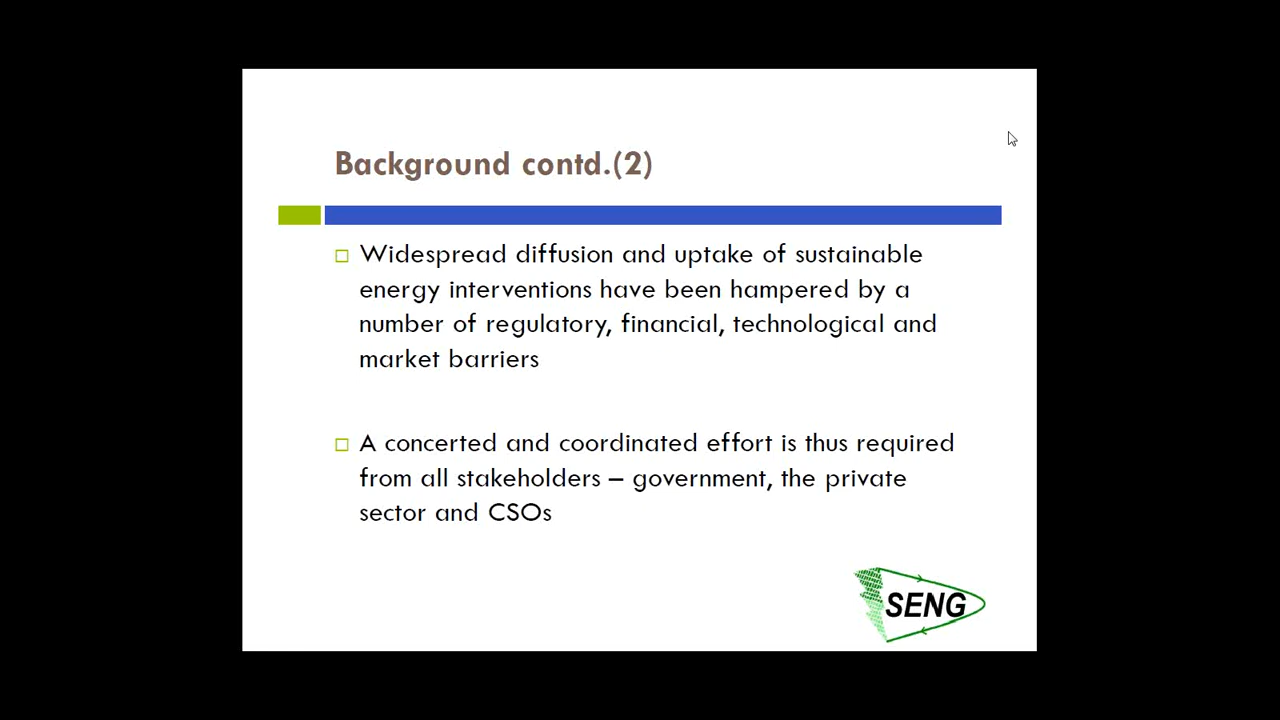 Background contd.(2)
Widespread diffusion and uptake of sustainable
energy interventions have been hampered by a
number of regulatory, financial, technological and
market barriers
A concerted and coordinated effort is thus required
from all stakeholders – government, the private
sector and CSOs
SENG